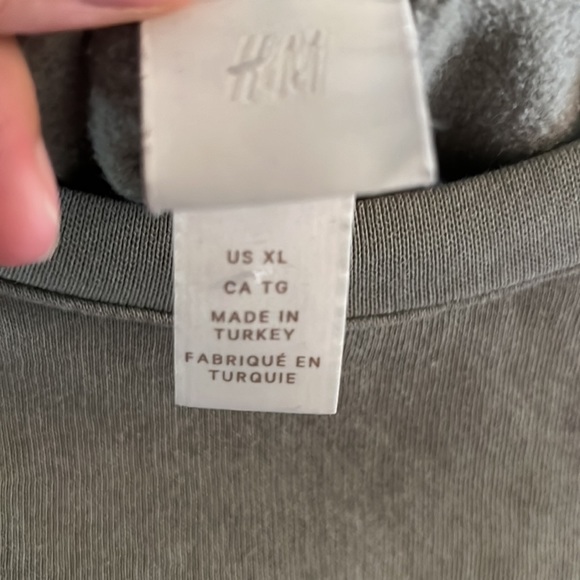 H&M
US XL
CA TG
MADE IN
TURKEY
FABRIQUÉ EN
TURQUIE